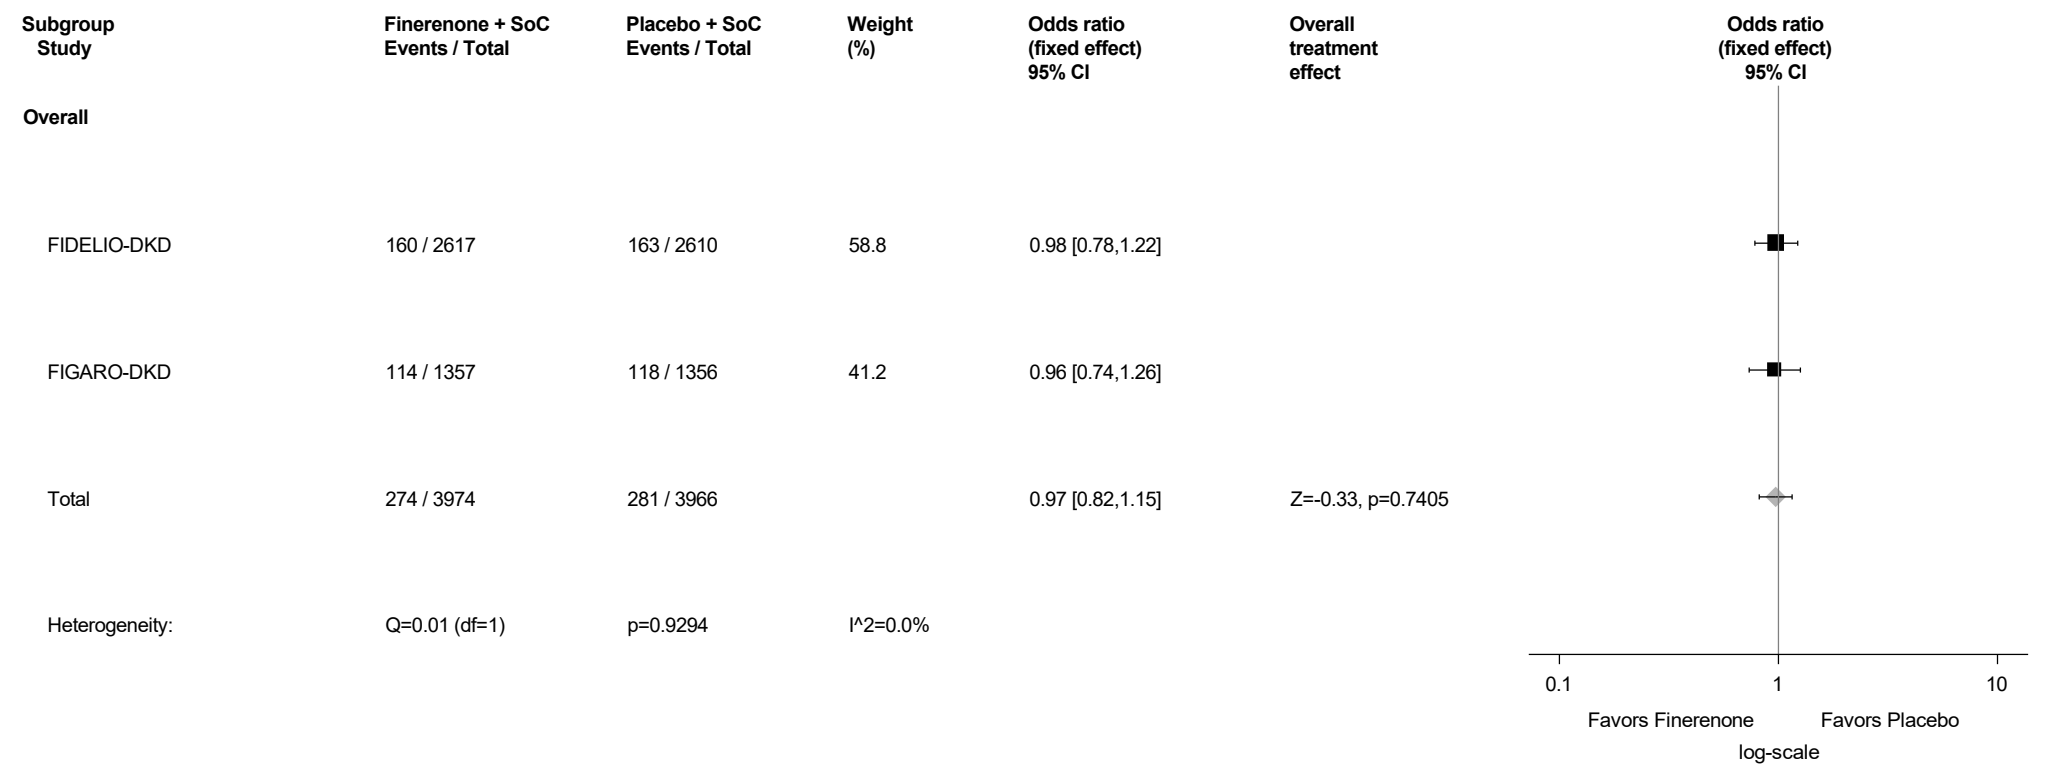 Subgroup Finerenone + SoC Placebo + SoC Weight Odds ratio Overall Odds ratio
Study Events / Total Events / Total (%) (fixed effect) treatment (fixed effect)
95% CI effect 95% CI
Overall
FIDELIO-DKD 160 / 2617 163 / 2610 58.8 0.98 [0.78,1.22]
FIGARO-DKD 114 / 1357 118 / 1356 41.2 0.96 [0.74,1.26]
Total 274 / 3974 281 / 3966 0.97 [0.82,1.15] Z=-0.33, p=0.7405
Heterogeneity: Q=0.01 (df=1) p=0.9294 I^2=0.0%
0.1 1 10
Favors Finerenone Favors Placebo
log-scale